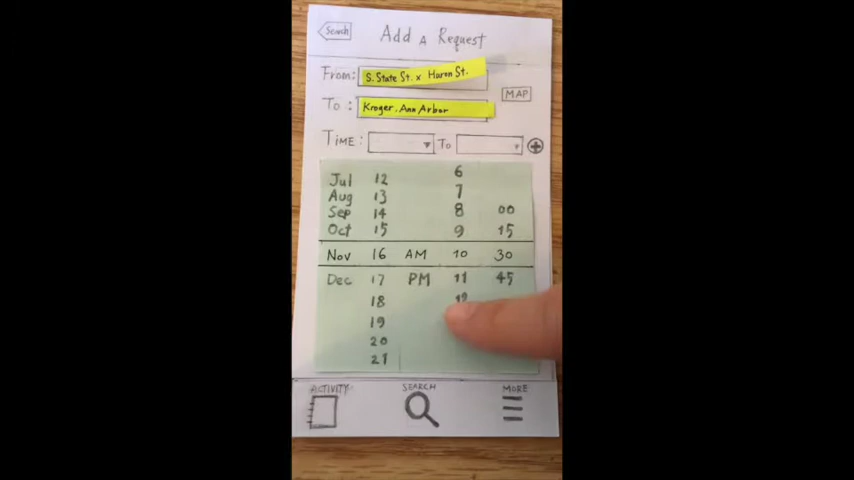 Search
Add A Request
From: S. State St. x Huron St.
To: Kroger, Ann Arbor
MAP
TIME: To
6
Jul 12 7
Aug 13 8 00
Sep 14 9 15
Oct 15
Nov 16 AM 10 30
Dec 17 PM 11 45
18 12
19
20
21
ACTIVITY
SEARCH
MORE